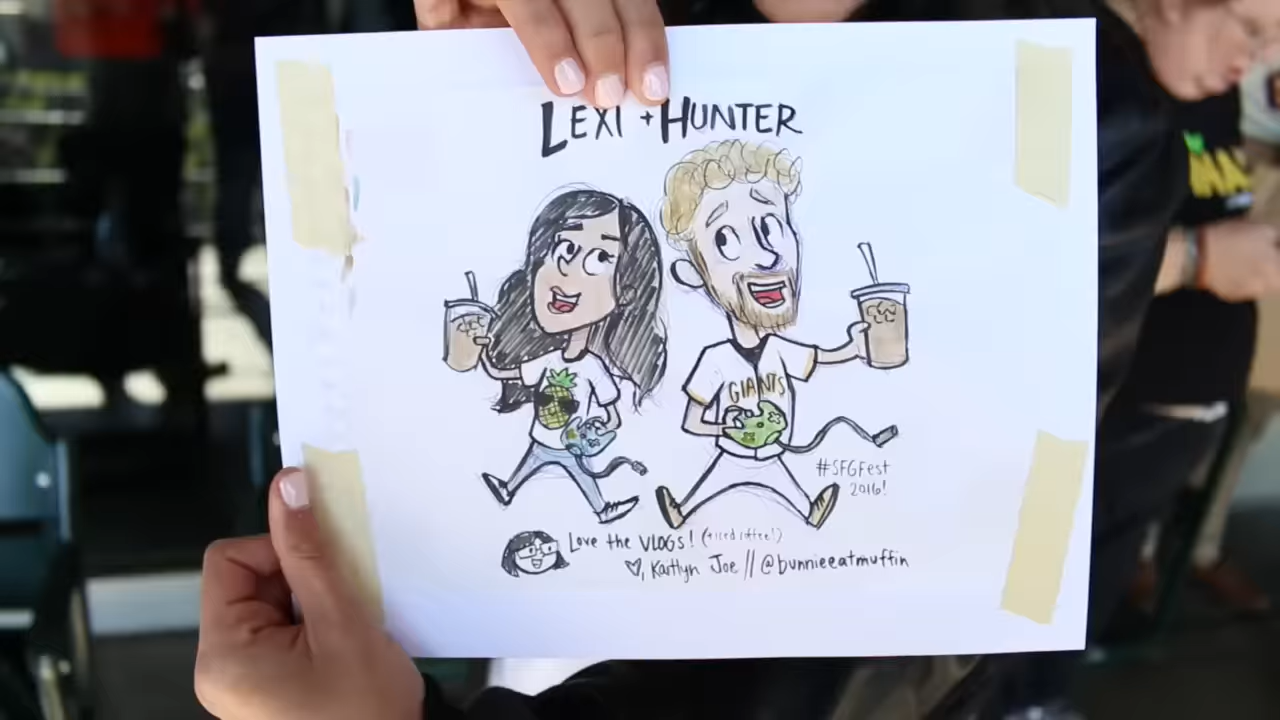 LEXI + HUNTER
GIANTS
#SFGFest
2016!
Love the VLOGS! (+iced coffee!)
♡, Kaitlyn Joe // @bunnieeatmuffin